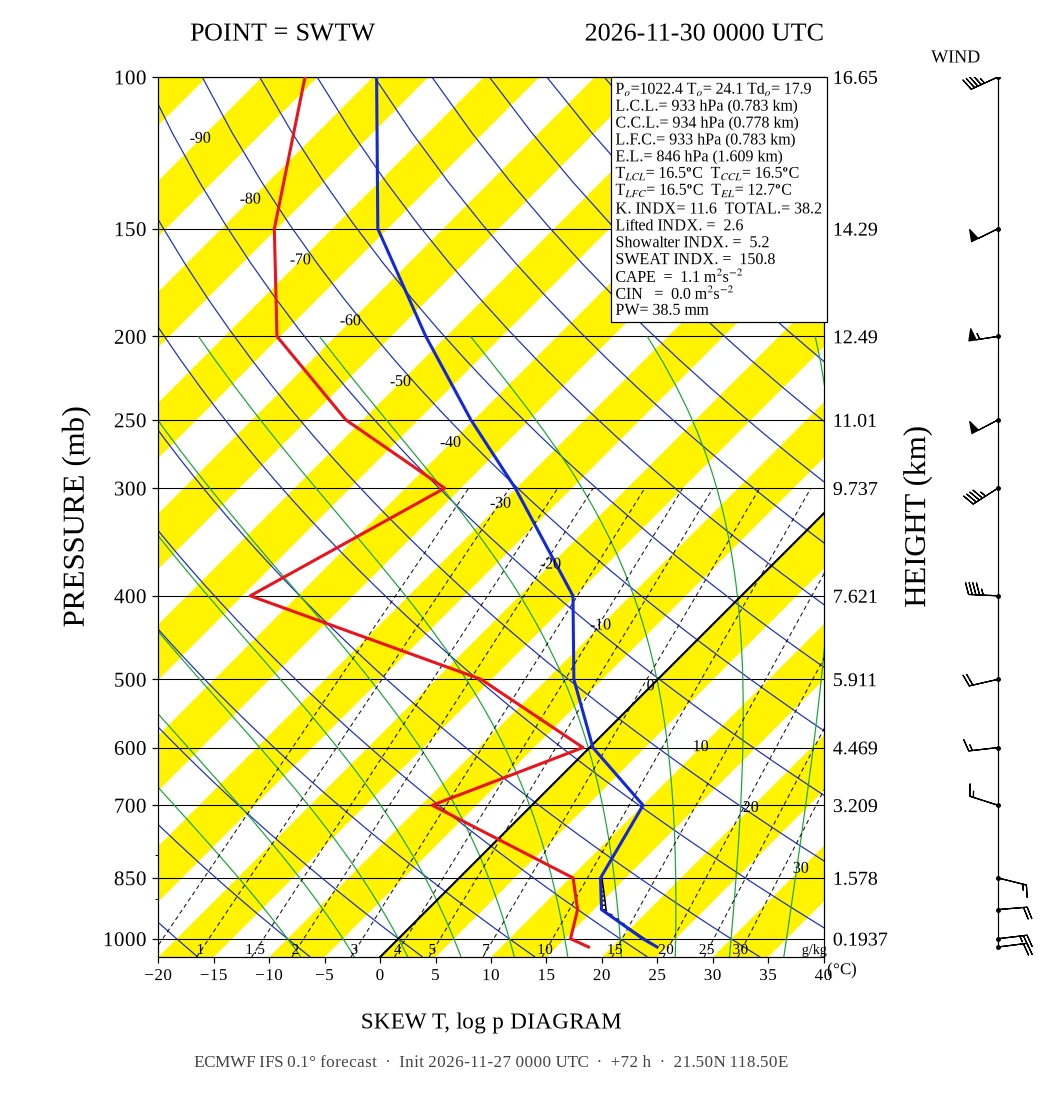 POINT = SWTW
2026-11-30 0000 UTC
WIND
100
16.65
P₀=1022.4 T₀= 24.1 Td₀= 17.9
L.C.L.= 933 hPa (0.783 km)
C.C.L.= 934 hPa (0.778 km)
L.F.C.= 933 hPa (0.783 km)
E.L.= 846 hPa (1.609 km)
T_LCL= 16.5°C T_CCL= 16.5°C
T_LFC= 16.5°C T_EL= 12.7°C
K. INDX= 11.6 TOTAL.= 38.2
Lifted INDX. = 2.6
Showalter INDX. = 5.2
SWEAT INDX. = 150.8
CAPE = 1.1 m²s⁻²
CIN = 0.0 m²s⁻²
PW= 38.5 mm
-90
-80
150
14.29
-70
-60
200
12.49
-50
250
11.01
-40
300
9.737
-30
-20
400
7.621
-10
500
5.911
0
600
4.469
10
700
3.209
20
850
1.578
30
1000
0.1937
1 1.5 2 3 4 5 7 10 15 20 25 30 g/kg
−20 −15 −10 −5 0 5 10 15 20 25 30 35 40 (°C)
PRESSURE (mb)
HEIGHT (km)
SKEW T, log p DIAGRAM
ECMWF IFS 0.1° forecast · Init 2026-11-27 0000 UTC · +72 h · 21.50N 118.50E